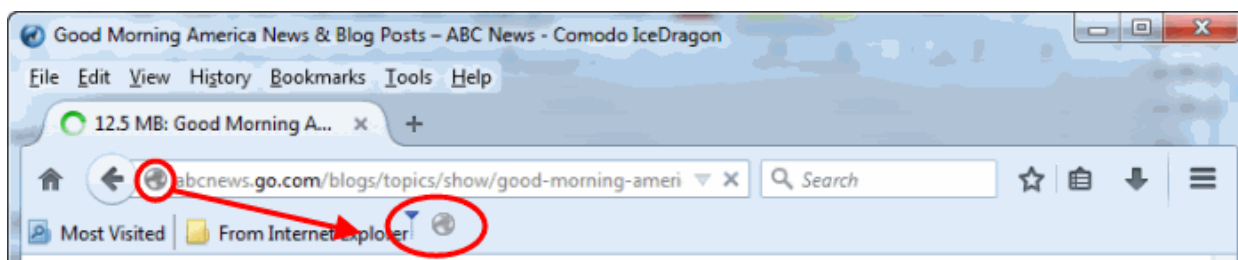 Good Morning America News & Blog Posts – ABC News - Comodo IceDragon
File Edit View History Bookmarks Tools Help
12.5 MB: Good Morning A...
abcnews.go.com/blogs/topics/show/good-morning-ameri Search
Most Visited From Internet Explorer